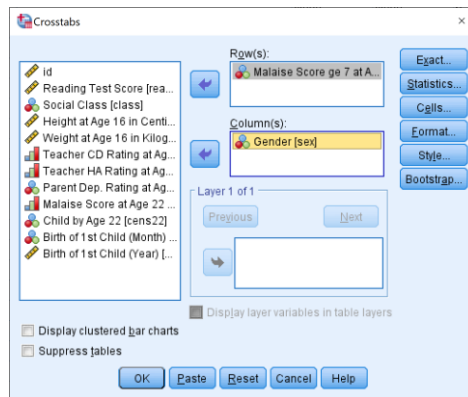 Crosstabs
id
Reading Test Score [rea...
Social Class [class]
Height at Age 16 in Centi...
Weight at Age 16 in Kilog...
Teacher CD Rating at Ag...
Teacher HA Rating at Ag...
Parent Dep. Rating at Ag...
Malaise Score at Age 22 ...
Child by Age 22 [cens22]
Birth of 1st Child (Month) ...
Birth of 1st Child (Year) [...
Row(s):
Malaise Score ge 7 at A...
Column(s):
Gender [sex]
Layer 1 of 1
Previous
Next
Display layer variables in table layers
Exact...
Statistics...
Cells...
Format...
Style...
Bootstrap...
Display clustered bar charts
Suppress tables
OK
Paste
Reset
Cancel
Help